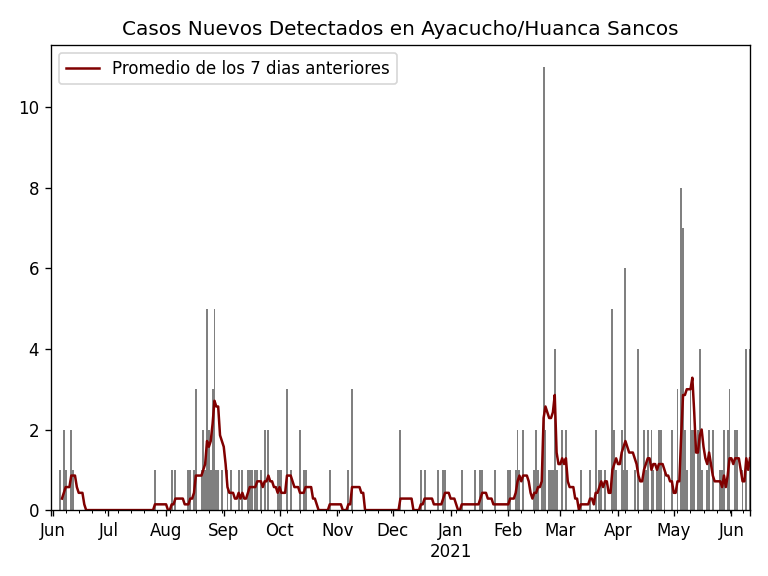 Casos Nuevos Detectados en Ayacucho/Huanca Sancos
Promedio de los 7 dias anteriores
10
8
6
4
2
0
Jun Jul Aug Sep Oct Nov Dec Jan Feb Mar Apr May Jun
2021